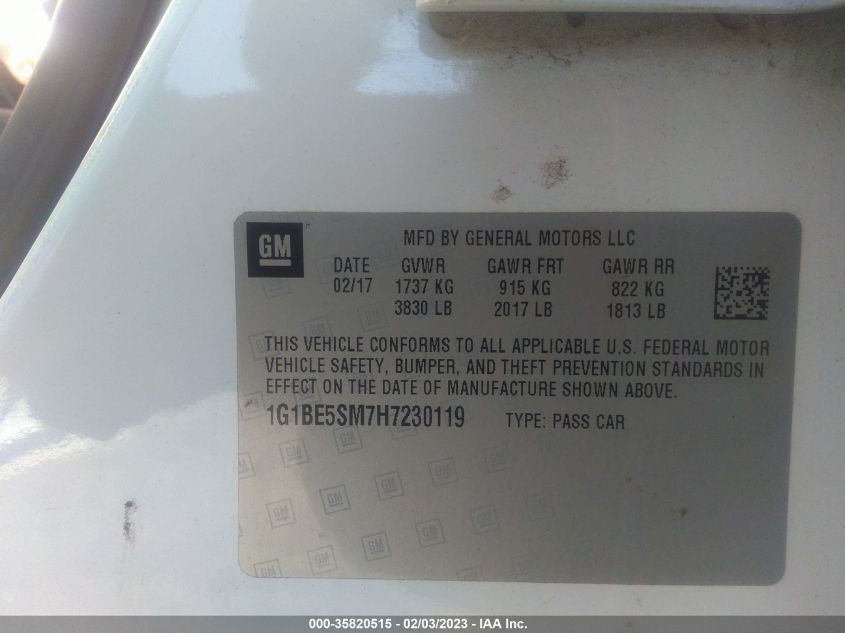 GM
MFD BY GENERAL MOTORS LLC
DATE GVWR GAWR FRT GAWR RR
02/17 1737 KG 915 KG 822 KG
3830 LB 2017 LB 1813 LB
THIS VEHICLE CONFORMS TO ALL APPLICABLE U.S. FEDERAL MOTOR
VEHICLE SAFETY, BUMPER, AND THEFT PREVENTION STANDARDS IN
EFFECT ON THE DATE OF MANUFACTURE SHOWN ABOVE.
1G1BE5SM7H7230119 TYPE: PASS CAR
000-35820515 - 02/03/2023 - IAA Inc.